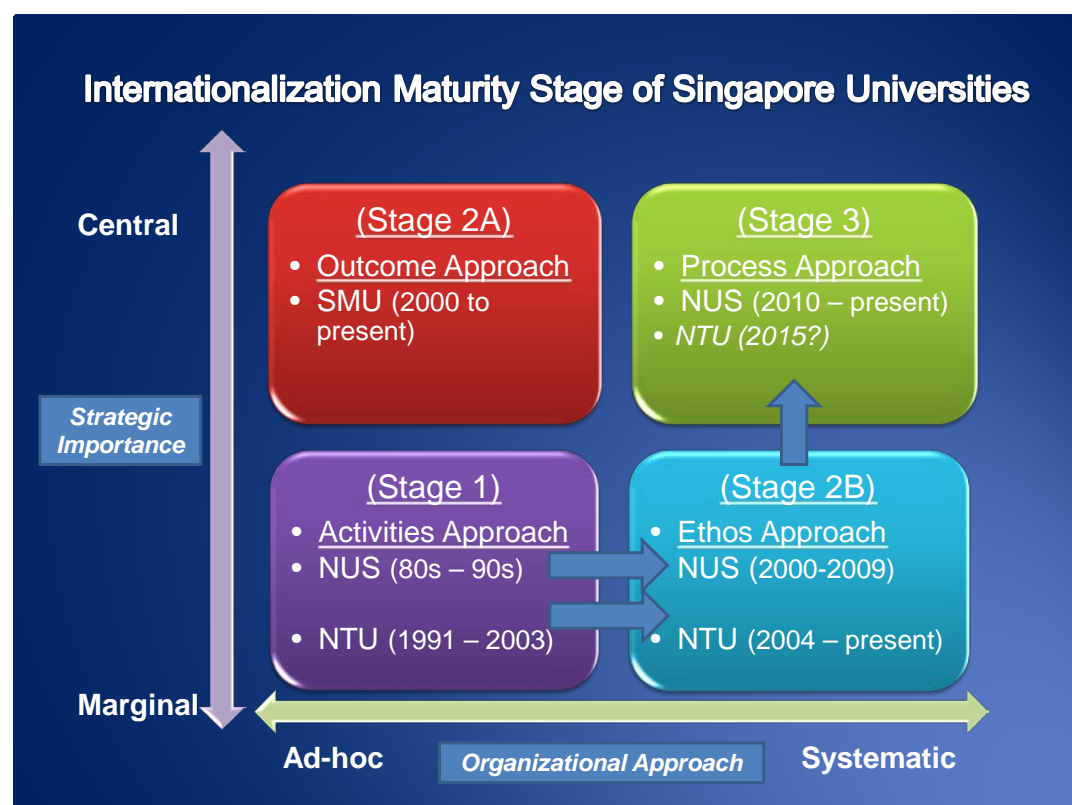 Internationalization Maturity Stage of Singapore Universities
Central
(Stage 2A)
• Outcome Approach
• SMU (2000 to
present)
(Stage 3)
• Process Approach
• NUS (2010 – present)
• NTU (2015?)
Strategic
Importance
(Stage 1)
• Activities Approach
• NUS (80s – 90s)
• NTU (1991 – 2003)
(Stage 2B)
• Ethos Approach
NUS (2000-2009)
• NTU (2004 – present)
Marginal
Ad-hoc
Organizational Approach
Systematic